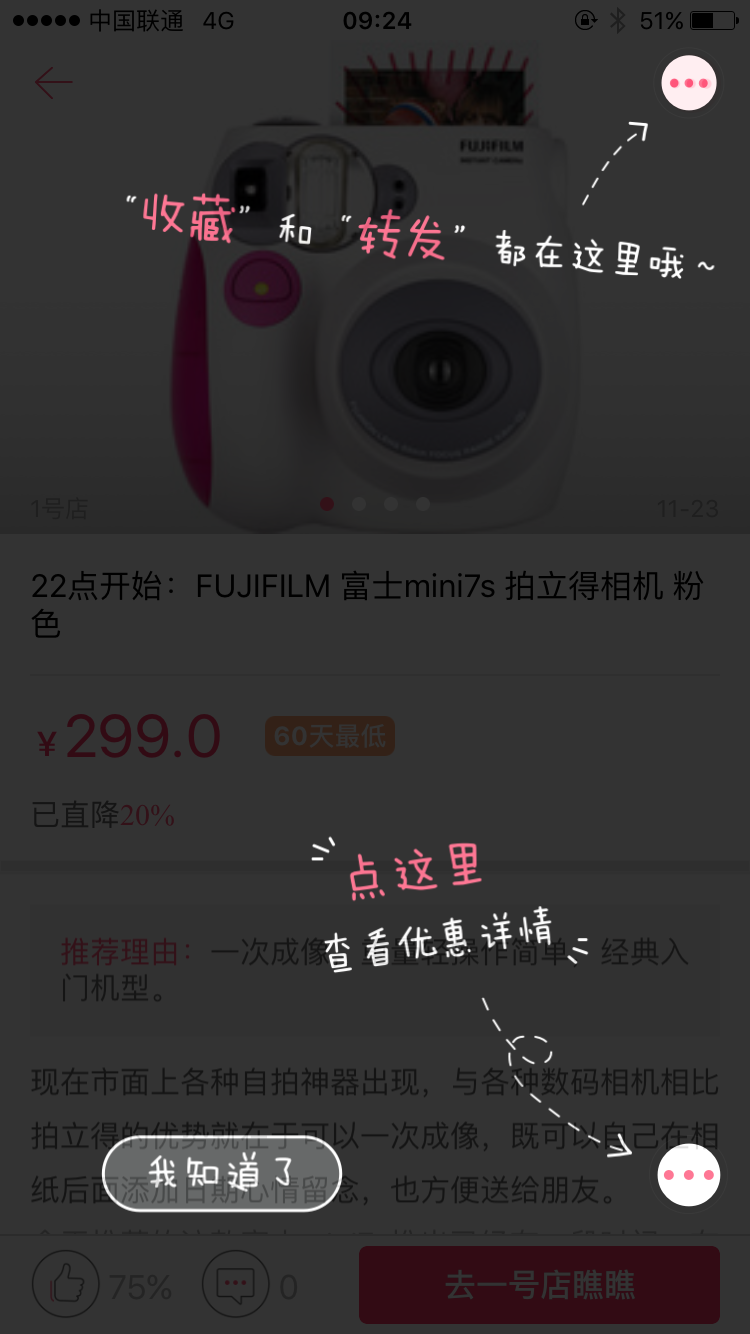 中国联通 4G 09:24 51%
FUJIFILM
INSTANT CAMERA
“收藏” 和 “转发” 都在这里哦～
1号店 11-23
22点开始：FUJIFILM 富士mini7s 拍立得相机 粉
色
¥299.0 60天最低
已直降20%
点这里
查看优惠详情
推荐理由：一次成像，重量轻操作简单，经典入
门机型。
现在市面上各种自拍神器出现，与各种数码相机相比
拍立得的优势就在于可以一次成像，既可以自己在相
纸后面添加日期心情留念，也方便送给朋友。
我知道了
75% 0 去一号店瞧瞧